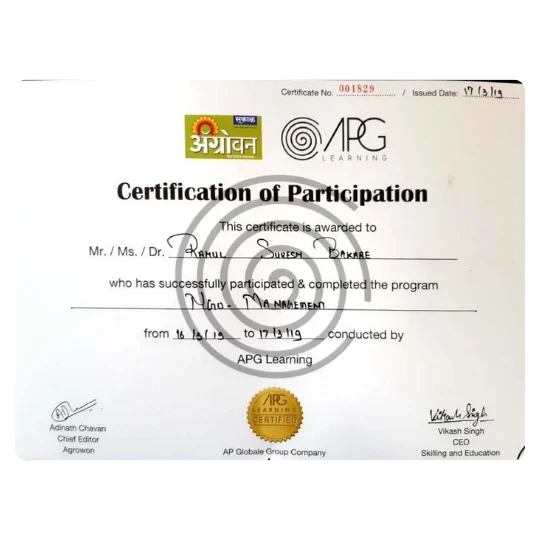 Certificate No. 001829 / Issued Date: 17/3/19
सकाळ
अ‍ॅग्रोवन
APG
LEARNING
Certification of Participation
This certificate is awarded to
Mr. / Ms. / Dr. Rahul Suresh Bakare
who has successfully participated & completed the program
NGO - Management
from 16/3/19 to 17/3/19 conducted by
APG Learning
APG
LEARNING
CERTIFIED
Adinath Chavan
Chief Editor
Agrowon
AP Globale Group Company
Vikash Singh
Vikash Singh
CEO
Skilling and Education